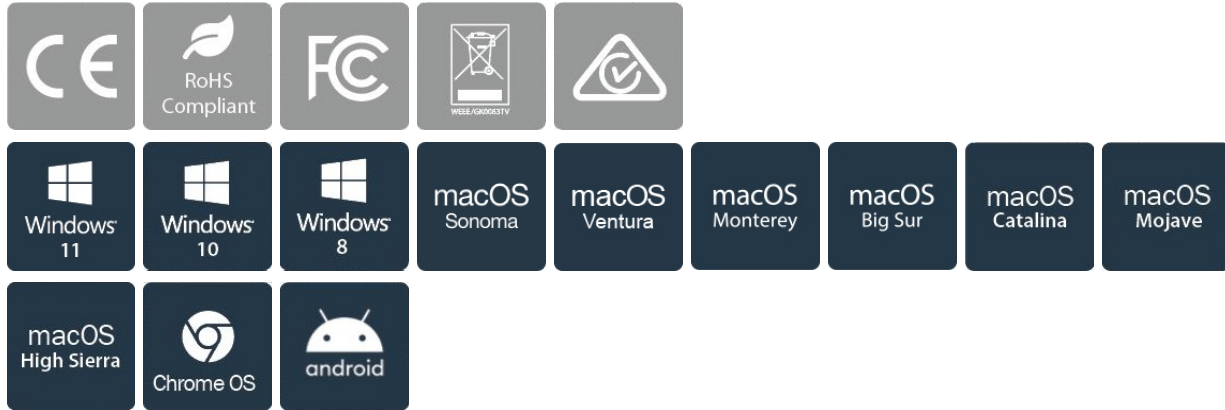 CE
RoHS
Compliant
FC
WEEE/GK0063TV
Windows
11
Windows
10
Windows
8
macOS
Sonoma
macOS
Ventura
macOS
Monterey
macOS
Big Sur
macOS
Catalina
macOS
Mojave
macOS
High Sierra
Chrome OS
android